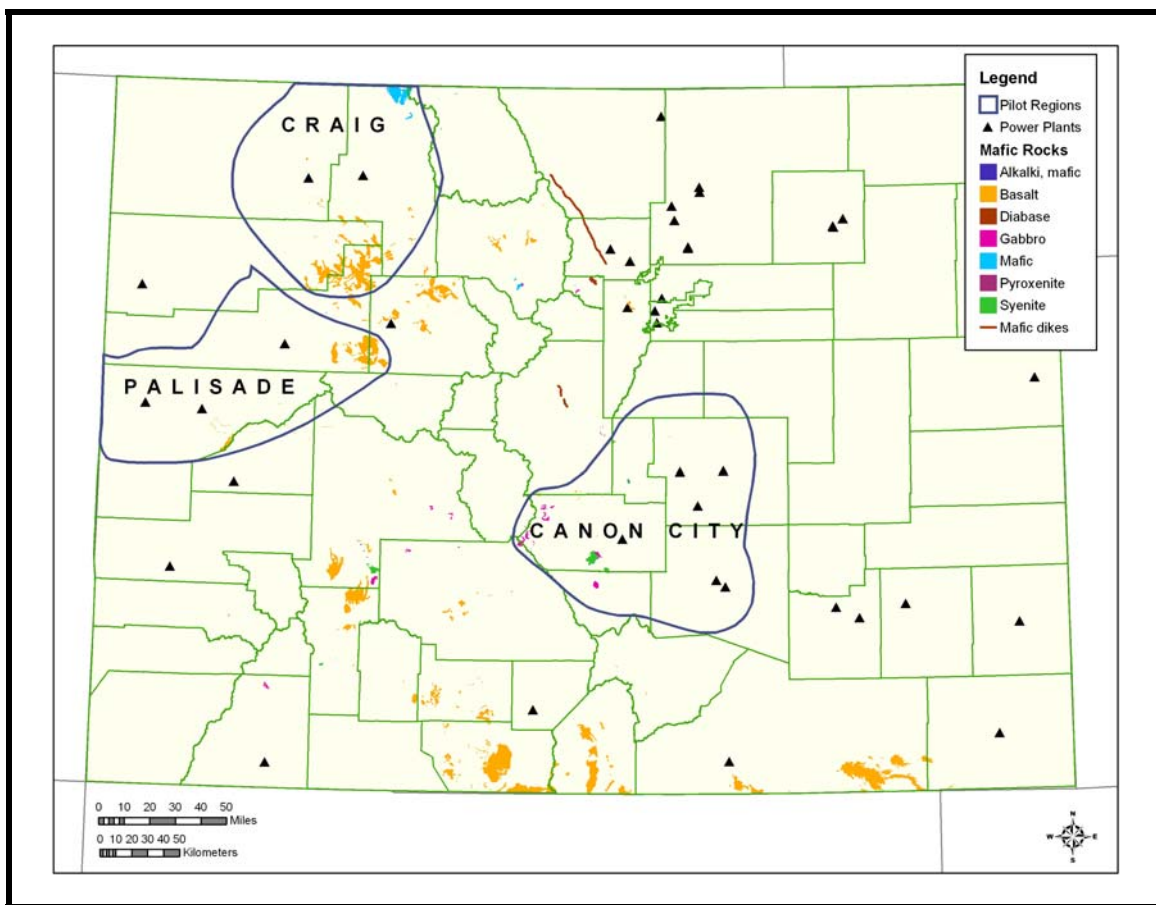 Legend
Pilot Regions
Power Plants
Mafic Rocks
Alkalki, mafic
Basalt
Diabase
Gabbro
Mafic
Pyroxenite
Syenite
Mafic dikes
CRAIG
PALISADE
CANON CITY
0 10 20 30 40 50
Miles
0 10 20 30 40 50
Kilometers
N
W E
S